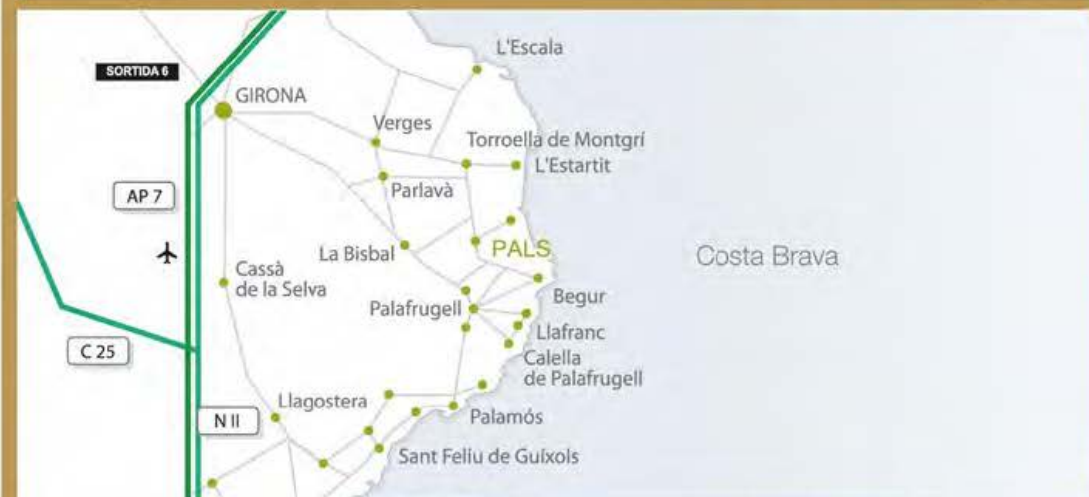 L'Escala
SORTIDA 6
GIRONA
Verges
Torroella de Montgrí
L'Estartit
Parlavà
AP 7
La Bisbal
PALS
Costa Brava
Cassà
de la Selva
Begur
Palafrugell
Llafranc
C 25
Calella
de Palafrugell
Llagostera
N II
Palamós
Sant Feliu de Guíxols